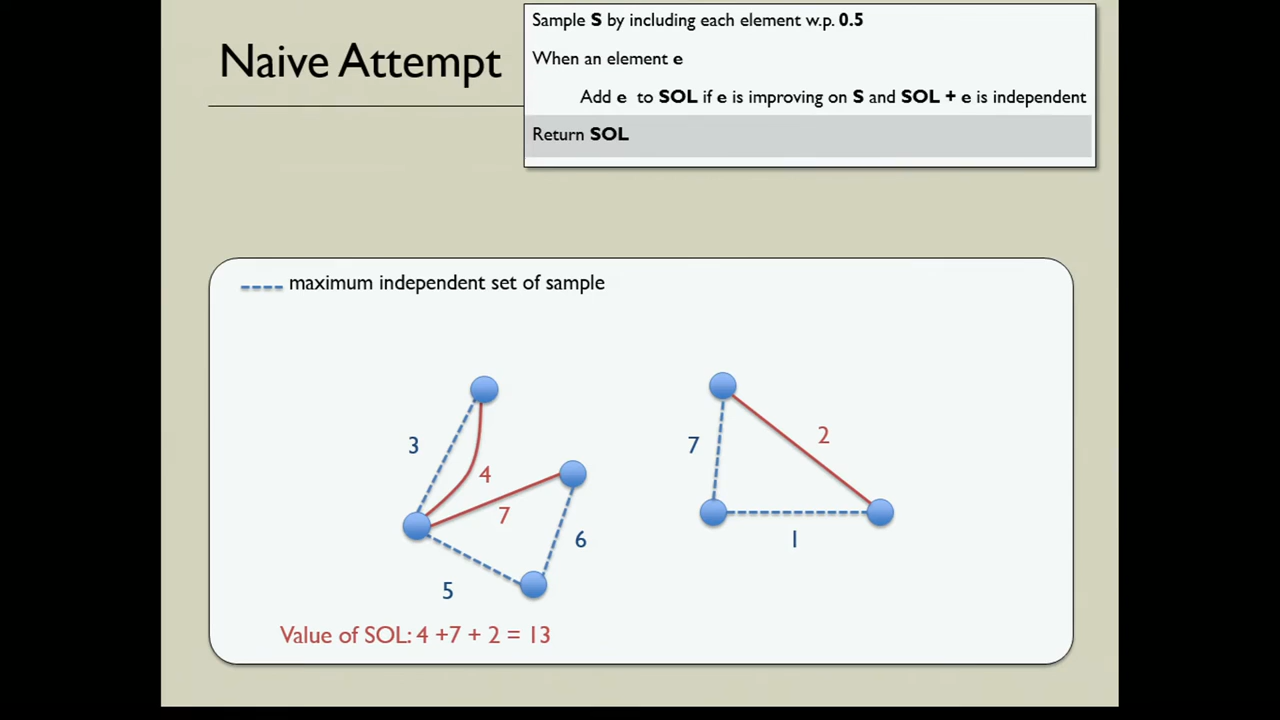 Naive Attempt
Sample S by including each element w.p. 0.5
When an element e
Add e to SOL if e is improving on S and SOL + e is independent
Return SOL
maximum independent set of sample
3
4
7
6
5
7
2
1
Value of SOL: 4 +7 + 2 = 13